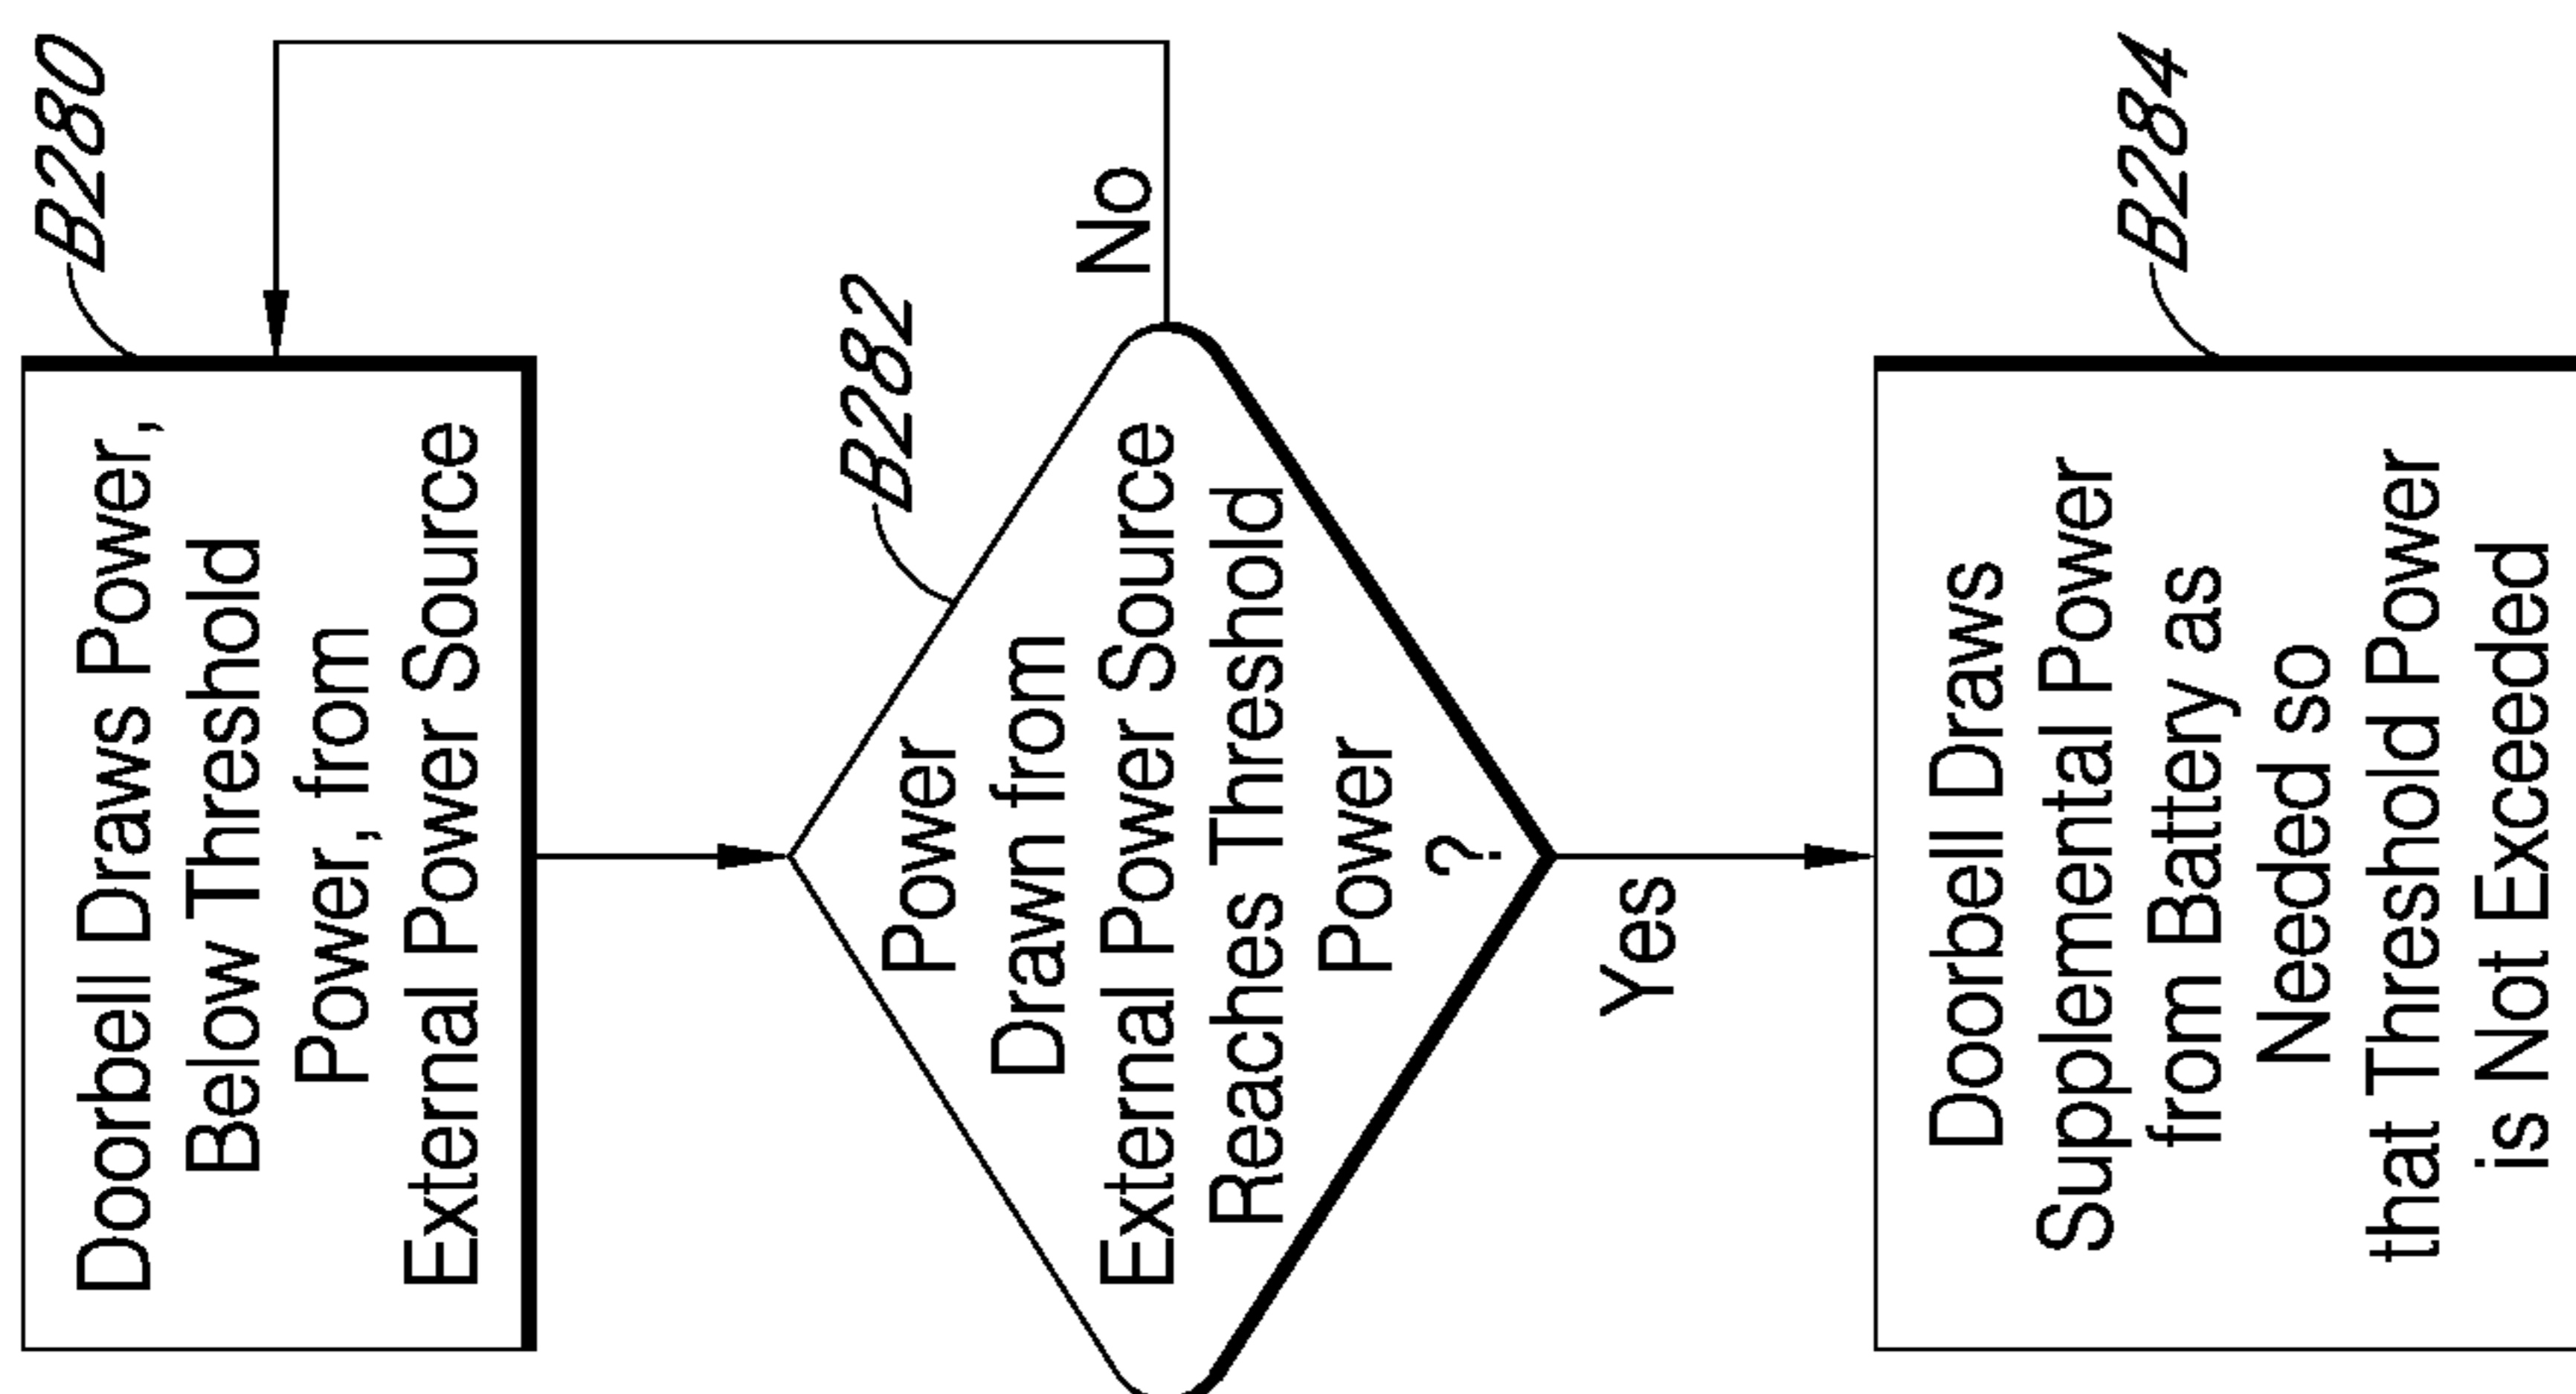 B280
Doorbell Draws Power,
Below Threshold
Power, from
External Power Source
B282
Power
Drawn from
External Power Source
Reaches Threshold
Power
?
No
Yes
B284
Doorbell Draws
Supplemental Power
from Battery as
Needed so
that Threshold Power
is Not Exceeded